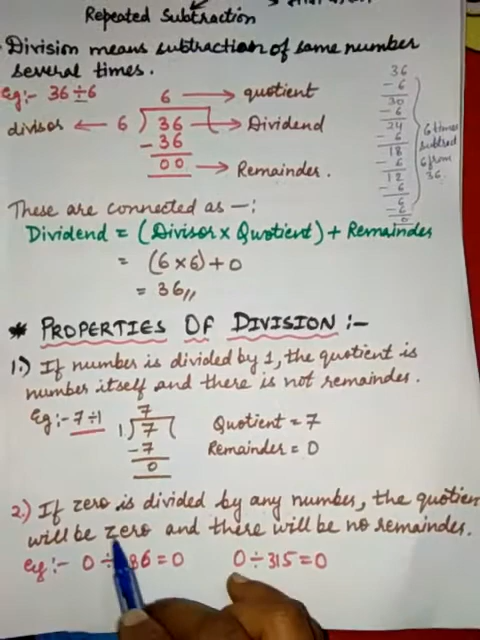 Repeated Subtraction
Division means subtraction of same number
several times.
Eg:- 36÷6
6 → quotient
divisor ← 6 ) 36 → Dividend
- 36
00 → Remainder.
36
- 6
30
- 6
24
- 6
18
- 6
12
- 6
6
- 6
0
6 times
subtract
6 from
36.
These are connected as —:
Dividend = (Divisor x Quotient) + Remainder
= (6 x 6) + 0
= 36,,
* PROPERTIES OF DIVISION :-
1.) If number is divided by 1, the quotient is
number itself and there is not remainder.
Eg:- 7÷1
7
1 ) 7
- 7
0
Quotient = 7
Remainder = 0
2.) If zero is divided by any number, the quotien
will be zero and there will be no remainder.
eg:- 0 ÷ 36 = 0 0 ÷ 315 = 0